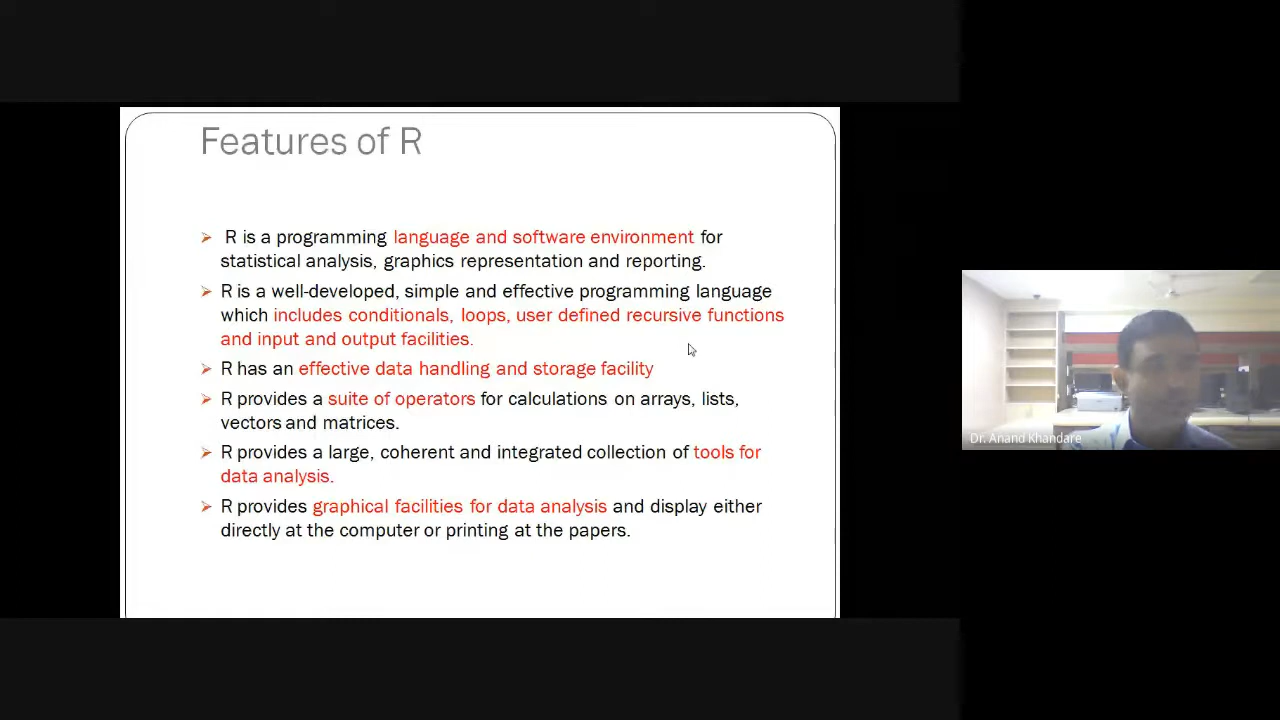 Features of R
R is a programming language and software environment for
statistical analysis, graphics representation and reporting.
R is a well-developed, simple and effective programming language
which includes conditionals, loops, user defined recursive functions
and input and output facilities.
R has an effective data handling and storage facility
R provides a suite of operators for calculations on arrays, lists,
vectors and matrices.
R provides a large, coherent and integrated collection of tools for
data analysis.
R provides graphical facilities for data analysis and display either
directly at the computer or printing at the papers.
Dr. Anand Khandare